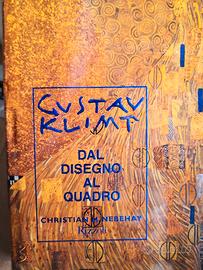 GUSTAV
KLIMT
DAL
DISEGNO
AL
QUADRO
CHRISTIAN M. NEBEHAY
Rizzoli